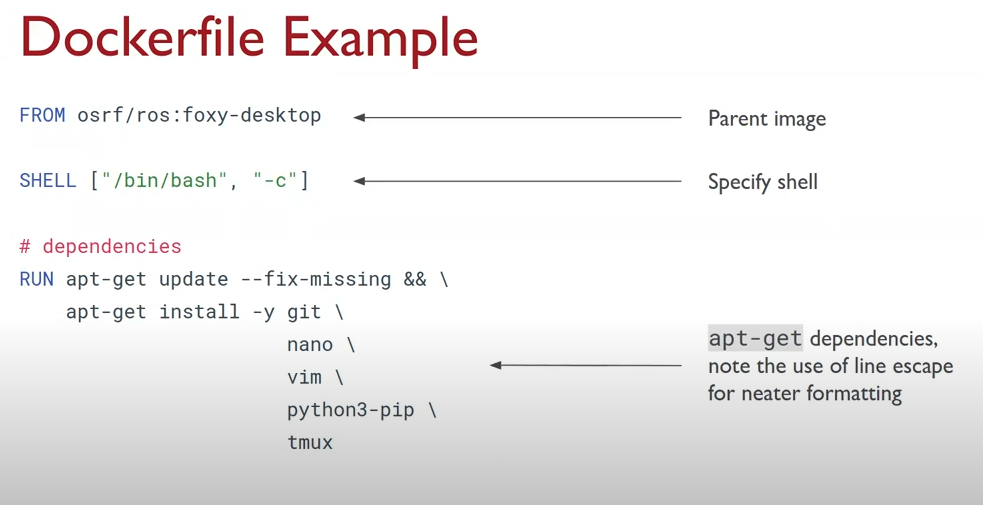 Dockerfile Example
FROM osrf/ros:foxy-desktop
Parent image
SHELL ["/bin/bash", "-c"]
Specify shell
# dependencies
RUN apt-get update --fix-missing && \
apt-get install -y git \
nano \
vim \
python3-pip \
tmux
apt-get dependencies,
note the use of line escape
for neater formatting